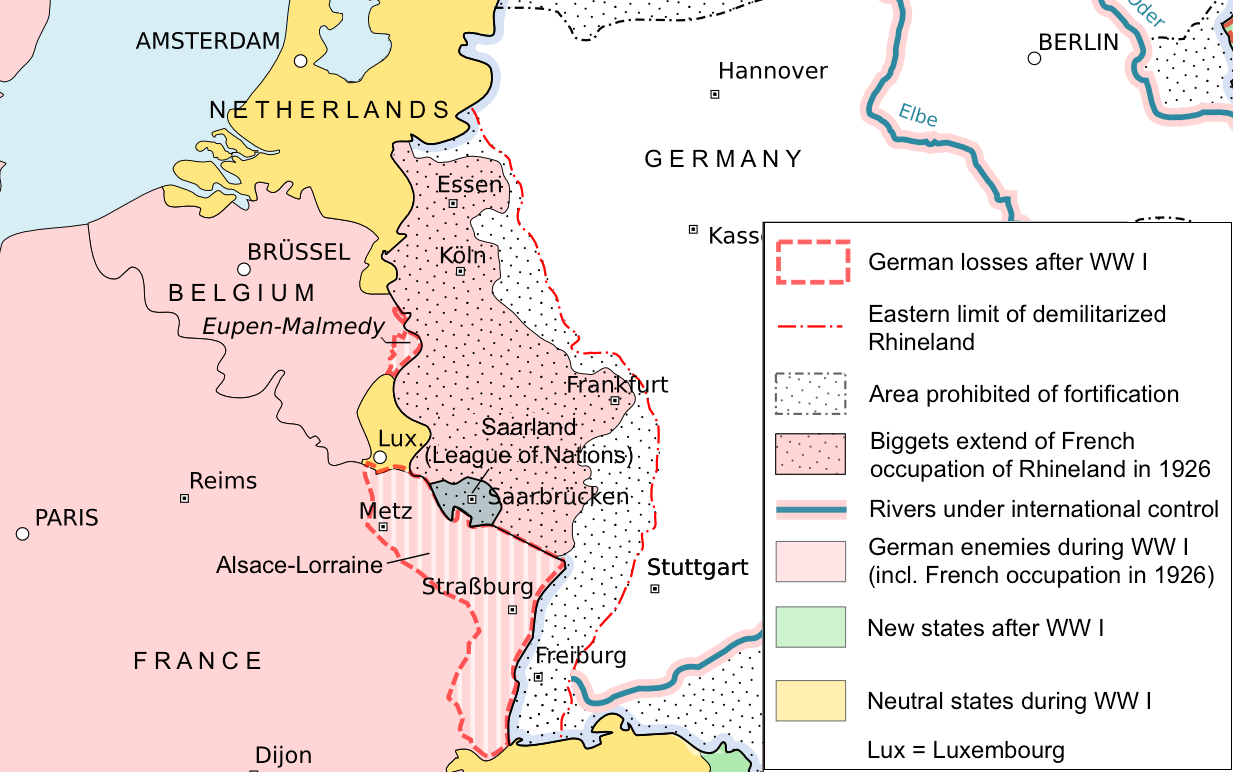 Oder
AMSTERDAM
BERLIN
Hannover
NETHERLANDS
Elbe
GERMANY
Essen
Kass
BRÜSSEL
Köln
BELGIUM
Eupen-Malmedy
Frankfurt
Lux.
Saarland
(League of Nations)
Reims
Saarbrücken
Metz
PARIS
Alsace-Lorraine
Stuttgart
Straßburg
FRANCE
Freiburg
Dijon
German losses after WW I
Eastern limit of demilitarized
Rhineland
Area prohibited of fortification
Biggets extend of French
occupation of Rhineland in 1926
Rivers under international control
German enemies during WW I
(incl. French occupation in 1926)
New states after WW I
Neutral states during WW I
Lux = Luxembourg